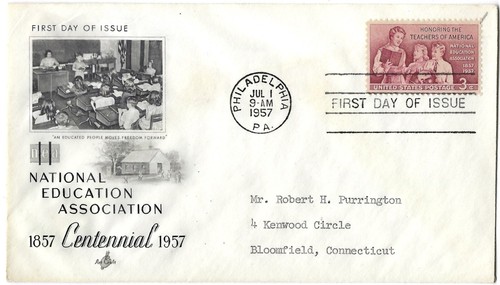 FIRST DAY OF ISSUE
"AN EDUCATED PEOPLE MOVES FREEDOM FORWARD"
NATIONAL
EDUCATION
ASSOCIATION
1857 Centennial 1957
Art Craft
PHILADELPHIA
JUL 1
9-AM
1957
PA.
HONORING THE
TEACHERS OF AMERICA
NATIONAL
EDUCATION
ASSOCIATION
1857
1957
UNITED STATES POSTAGE 3¢
FIRST DAY OF ISSUE
Mr. Robert H. Purrington
4 Kenwood Circle
Bloomfield, Connecticut